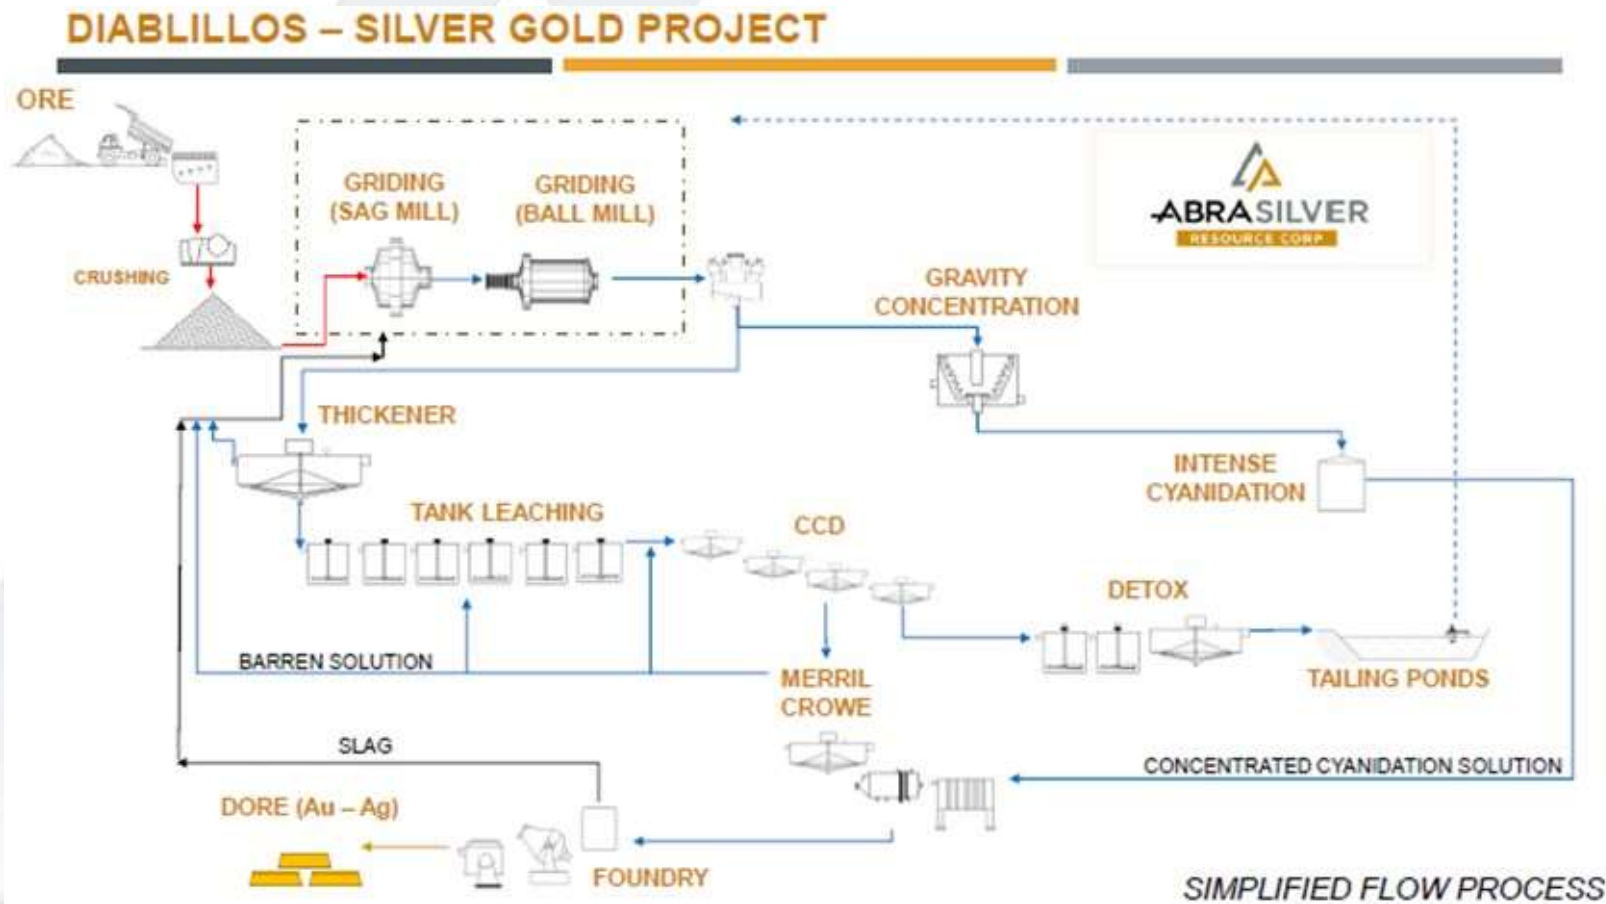 DIABLILLOS – SILVER GOLD PROJECT
ORE
GRIDING
(SAG MILL)
GRIDING
(BALL MILL)
ABRASILVER
RESOURCE CORP
CRUSHING
GRAVITY
CONCENTRATION
THICKENER
INTENSE
CYANIDATION
TANK LEACHING
CCD
DETOX
BARREN SOLUTION
MERRIL
CROWE
TAILING PONDS
SLAG
CONCENTRATED CYANIDATION SOLUTION
DORE (Au – Ag)
FOUNDRY
SIMPLIFIED FLOW PROCESS